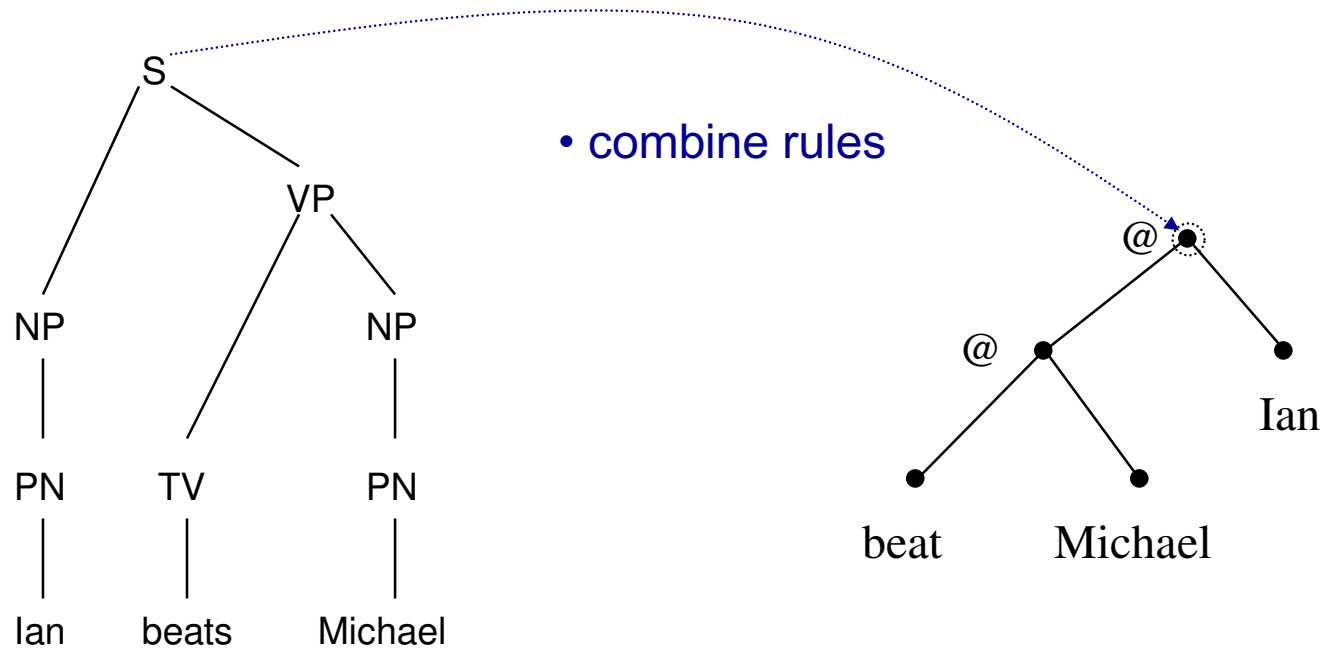 S
• combine rules
VP
@
NP
NP
@
Ian
PN
TV
PN
beat
Michael
Ian
beats
Michael